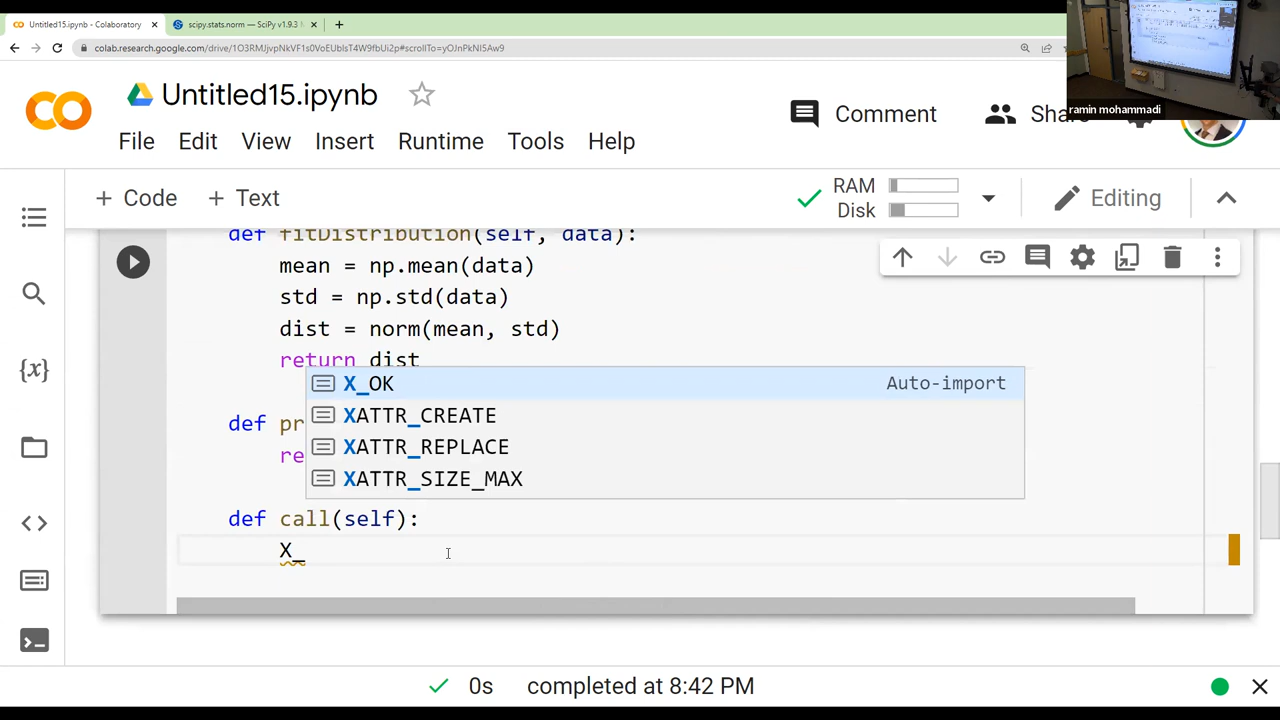 Untitled15.ipynb - Colaboratory
scipy.stats.norm — SciPy v1.9.3
colab.research.google.com/drive/1O3RMJjvpNkVF1s0VoEUblsT4W9fbUi2p#scrollTo=yOJnPkNI5Aw9
ramin mohammadi
Untitled15.ipynb
Comment
File Edit View Insert Runtime Tools Help
+ Code + Text
RAM
Disk
Editing
def fitDistribution(self, data):
mean = np.mean(data)
std = np.std(data)
dist = norm(mean, std)
return dist
X_OK Auto-import
XATTR_CREATE
def pr
XATTR_REPLACE
re
XATTR_SIZE_MAX
def call(self):
X_
{x}
0s completed at 8:42 PM